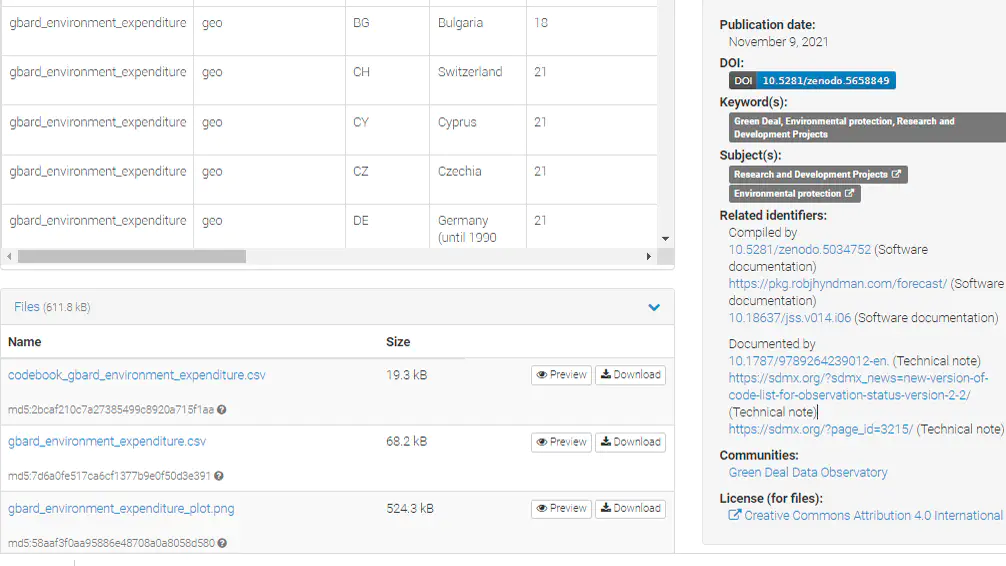 gbard_environment_expenditure geo BG Bulgaria 18
gbard_environment_expenditure geo CH Switzerland 21
gbard_environment_expenditure geo CY Cyprus 21
gbard_environment_expenditure geo CZ Czechia 21
gbard_environment_expenditure geo DE Germany 21
(until 1990
Files (611.8 kB)
Name Size
codebook_gbard_environment_expenditure.csv 19.3 kB Preview Download
md5:2bcaf210c7a27385499c8920a715f1aa
gbard_environment_expenditure.csv 68.2 kB Preview Download
md5:7d6a0fe517ca6cf1377b9e0f50d3e391
gbard_environment_expenditure_plot.png 524.3 kB Preview Download
md5:58aaf3f0aa95886e48708a0a8058d580
Publication date:
November 9, 2021
DOI:
DOI 10.5281/zenodo.5658849
Keyword(s):
Green Deal, Environmental protection, Research and
Development Projects
Subject(s):
Research and Development Projects
Environmental protection
Related identifiers:
Compiled by
10.5281/zenodo.5034752 (Software
documentation)
https://pkg.robjhyndman.com/forecast/ (Software
documentation)
10.18637/jss.v014.i06 (Software documentation)
Documented by
10.1787/9789264239012-en. (Technical note)
https://sdmx.org/?sdmx_news=new-version-of-
code-list-for-observation-status-version-2-2/
(Technical note)
https://sdmx.org/?page_id=3215/ (Technical note)
Communities:
Green Deal Data Observatory
License (for files):
Creative Commons Attribution 4.0 International